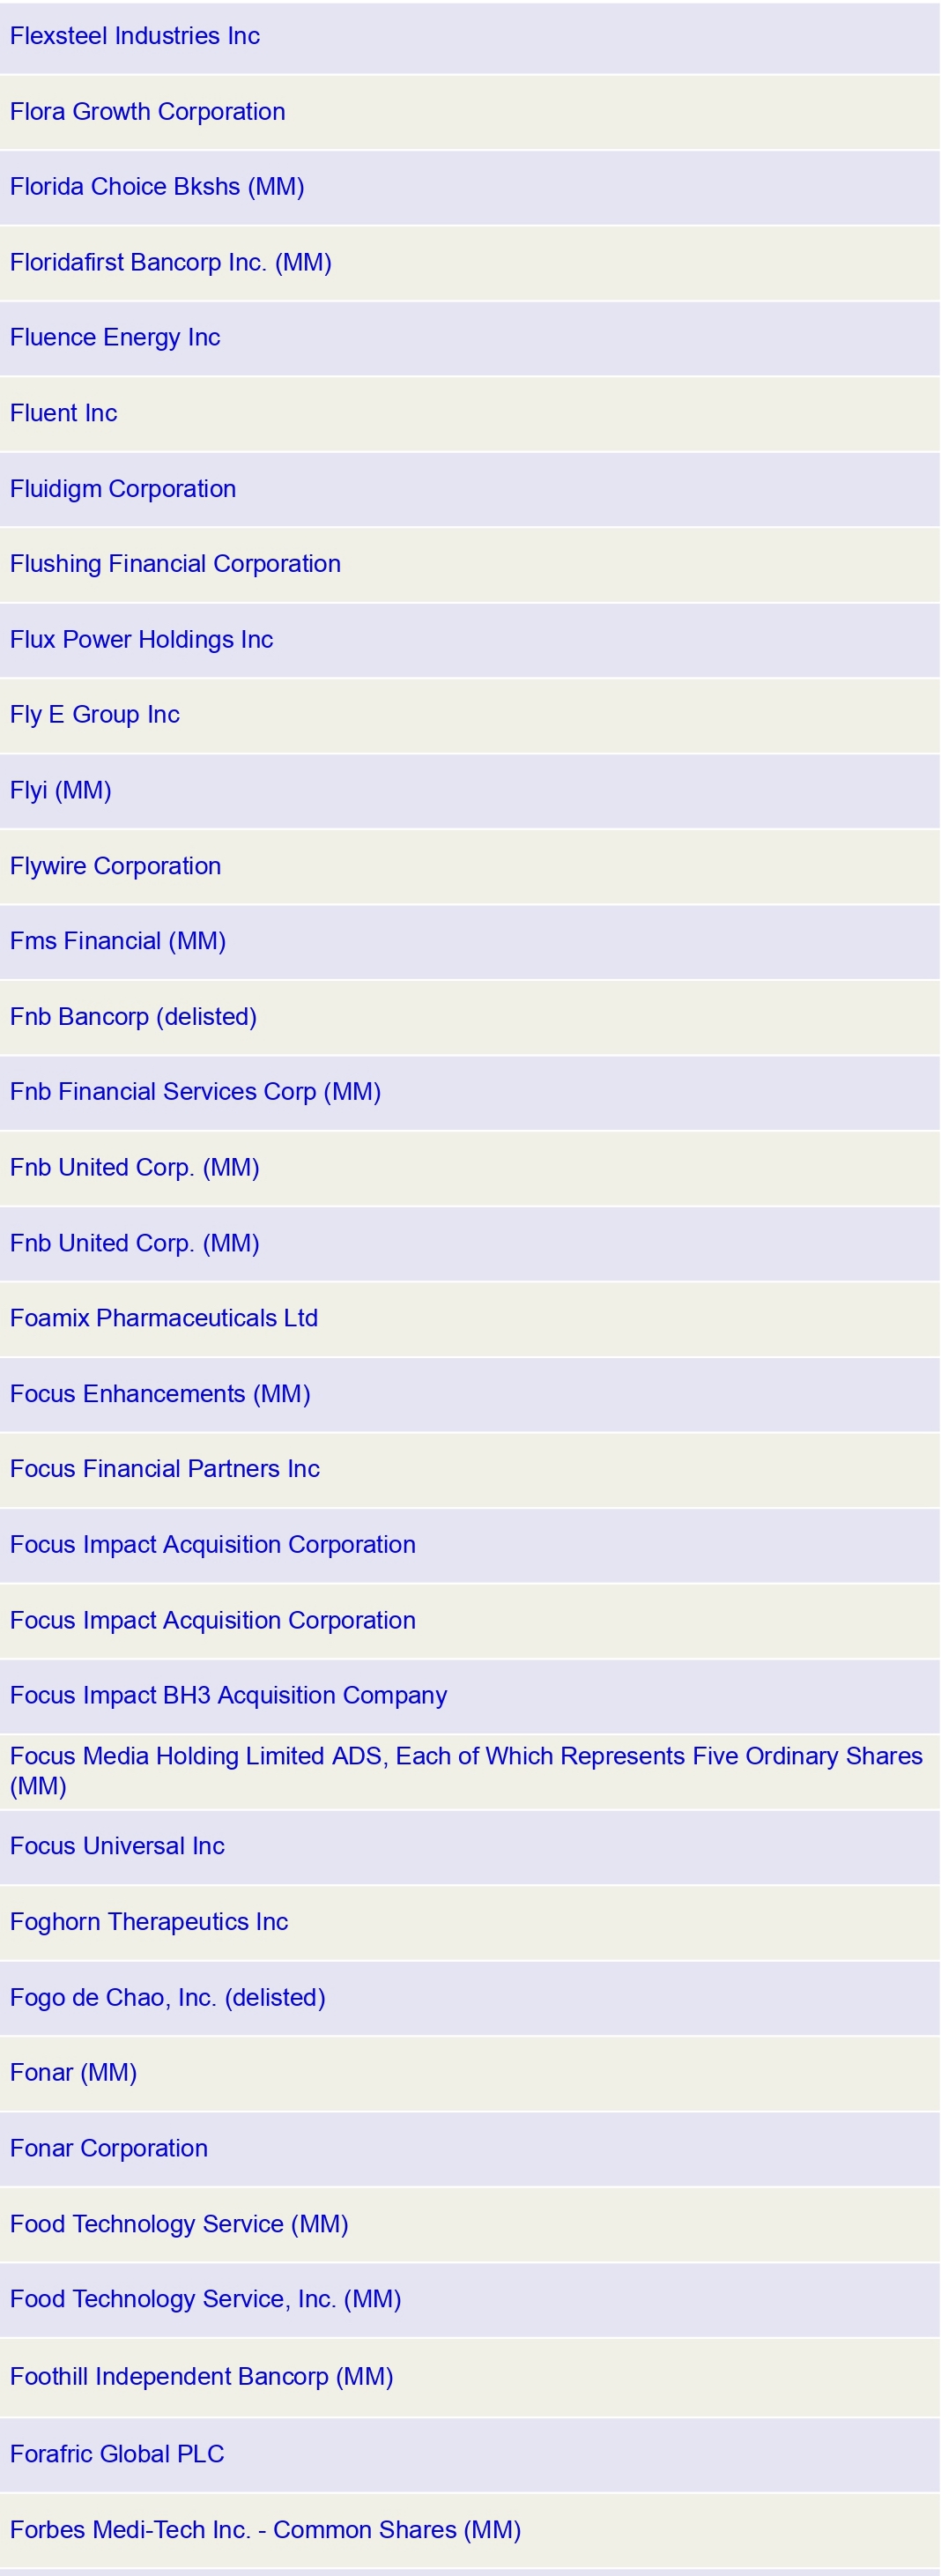 Flexsteel Industries Inc
Flora Growth Corporation
Florida Choice Bkshs (MM)
Floridafirst Bancorp Inc. (MM)
Fluence Energy Inc
Fluent Inc
Fluidigm Corporation
Flushing Financial Corporation
Flux Power Holdings Inc
Fly E Group Inc
Flyi (MM)
Flywire Corporation
Fms Financial (MM)
Fnb Bancorp (delisted)
Fnb Financial Services Corp (MM)
Fnb United Corp. (MM)
Fnb United Corp. (MM)
Foamix Pharmaceuticals Ltd
Focus Enhancements (MM)
Focus Financial Partners Inc
Focus Impact Acquisition Corporation
Focus Impact Acquisition Corporation
Focus Impact BH3 Acquisition Company
Focus Media Holding Limited ADS, Each of Which Represents Five Ordinary Shares
(MM)
Focus Universal Inc
Foghorn Therapeutics Inc
Fogo de Chao, Inc. (delisted)
Fonar (MM)
Fonar Corporation
Food Technology Service (MM)
Food Technology Service, Inc. (MM)
Foothill Independent Bancorp (MM)
Forafric Global PLC
Forbes Medi-Tech Inc. - Common Shares (MM)